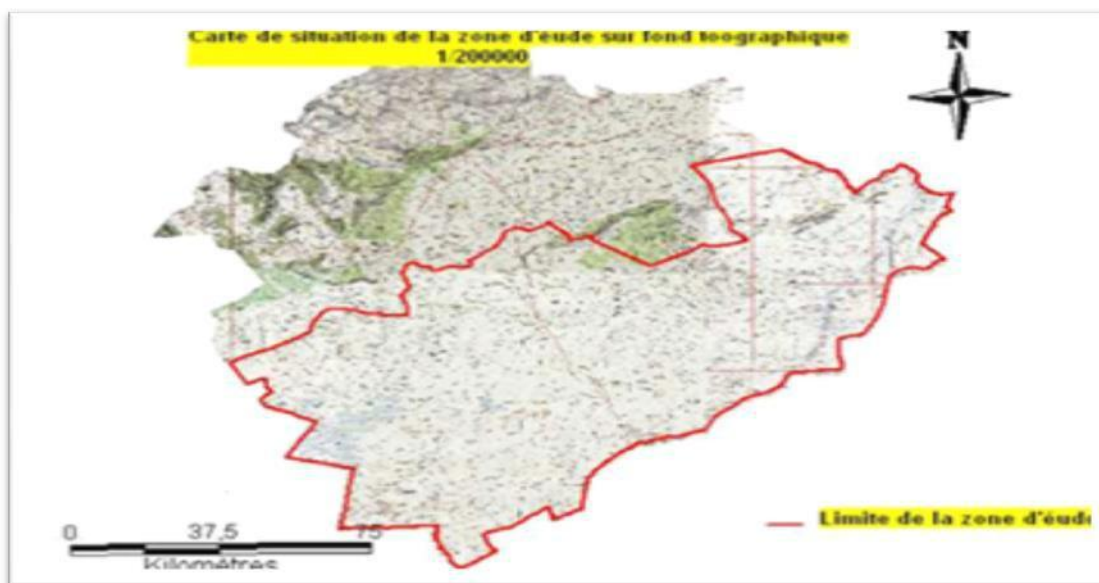 Carte de situation de la zone d'éude sur fond toographique
1/200000
N
Limite de la zone d'éude
0 37,5 75
Kilomètres